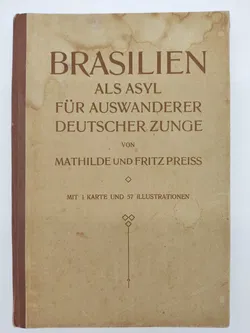 BRASILIEN
ALS ASYL
FÜR AUSWANDERER
DEUTSCHER ZUNGE
VON
MATHILDE UND FRITZ PREISS
MIT 1 KARTE UND 37 ILLUSTRATIONEN